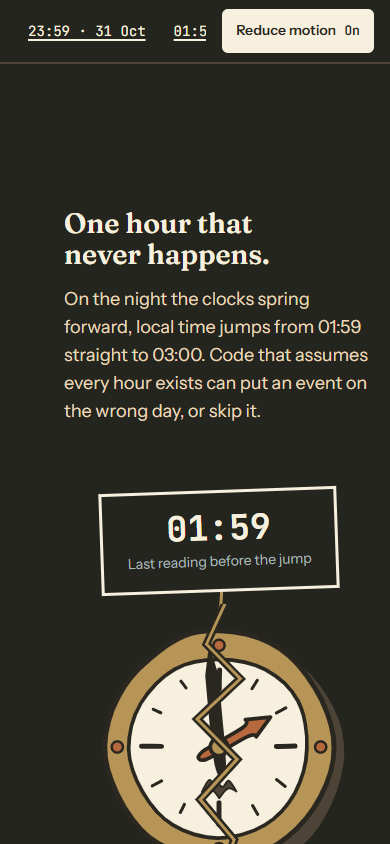 23:59 · 31 Oct
01:5
Reduce motion On
One hour that
never happens.
On the night the clocks spring
forward, local time jumps from 01:59
straight to 03:00. Code that assumes
every hour exists can put an event on
the wrong day, or skip it.
01:59
Last reading before the jump